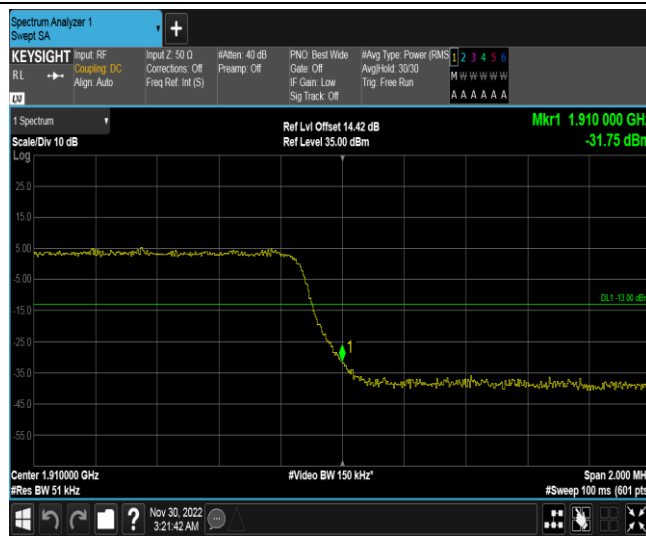 Spectrum Analyzer 1
Swept SA
+
KEYSIGHT
RL
LXI
Input: RF
Coupling: DC
Align: Auto
Input Z: 50 Ω
Corrections: Off
Freq Ref: Int (S)
#Atten: 40 dB
Preamp: Off
PNO: Best Wide
Gate: Off
IF Gain: Low
Sig Track: Off
#Avg Type: Power (RMS
Avg|Hold: 30/30
Trig: Free Run
1 2 3 4 5 6
M W W W W W
A A A A A A
1 Spectrum
Scale/Div 10 dB
Ref Lvl Offset 14.42 dB
Ref Level 35.00 dBm
Mkr1 1.910 000 GHz
-31.75 dBm
Log
25.0
15.0
5.00
-5.00
DL1 -13.00 dBm
-15.0
1
-25.0
-35.0
-45.0
-55.0
Center 1.910000 GHz
#Video BW 150 kHz*
Span 2.000 MH
#Res BW 51 kHz
#Sweep 100 ms (601 pts
?
Nov 30, 2022
3:21:42 AM